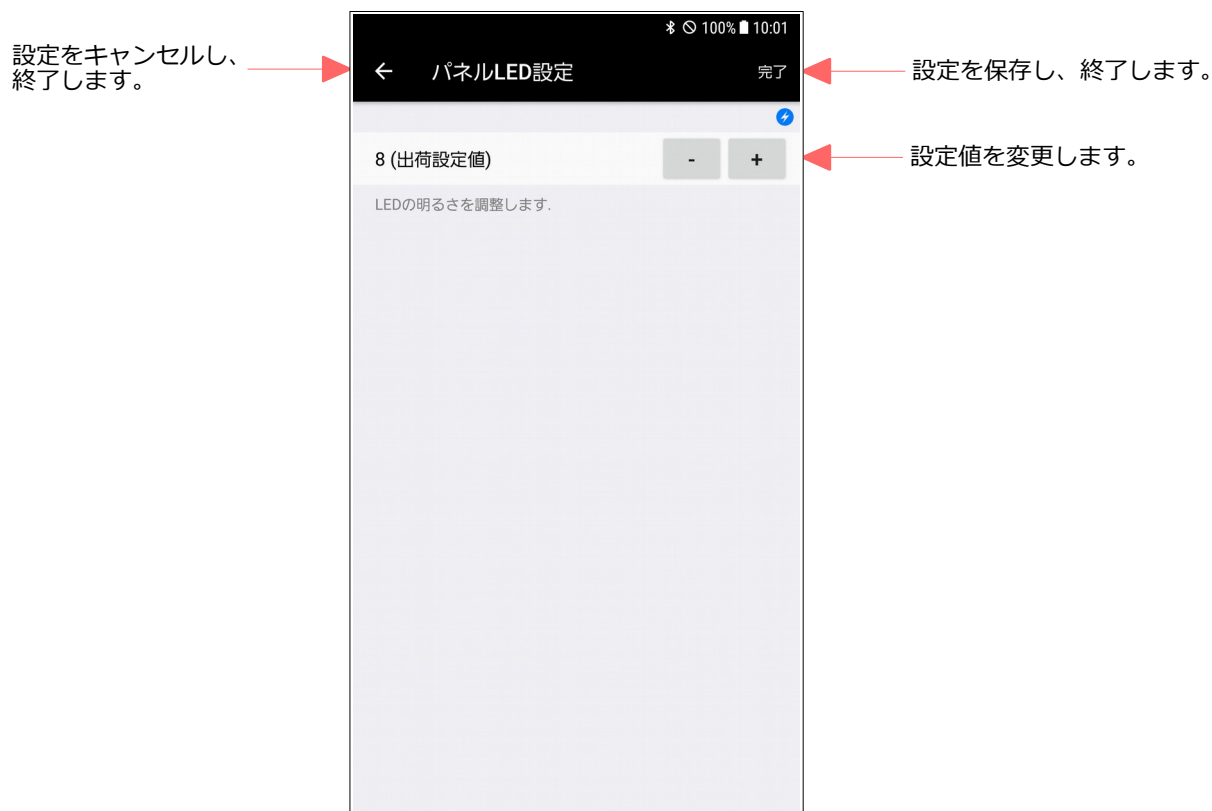 100% 10:01
設定をキャンセルし、
終了します。
パネルLED設定
完了
設定を保存し、終了します。
8 (出荷設定値)
-
+
設定値を変更します。
LEDの明るさを調整します.